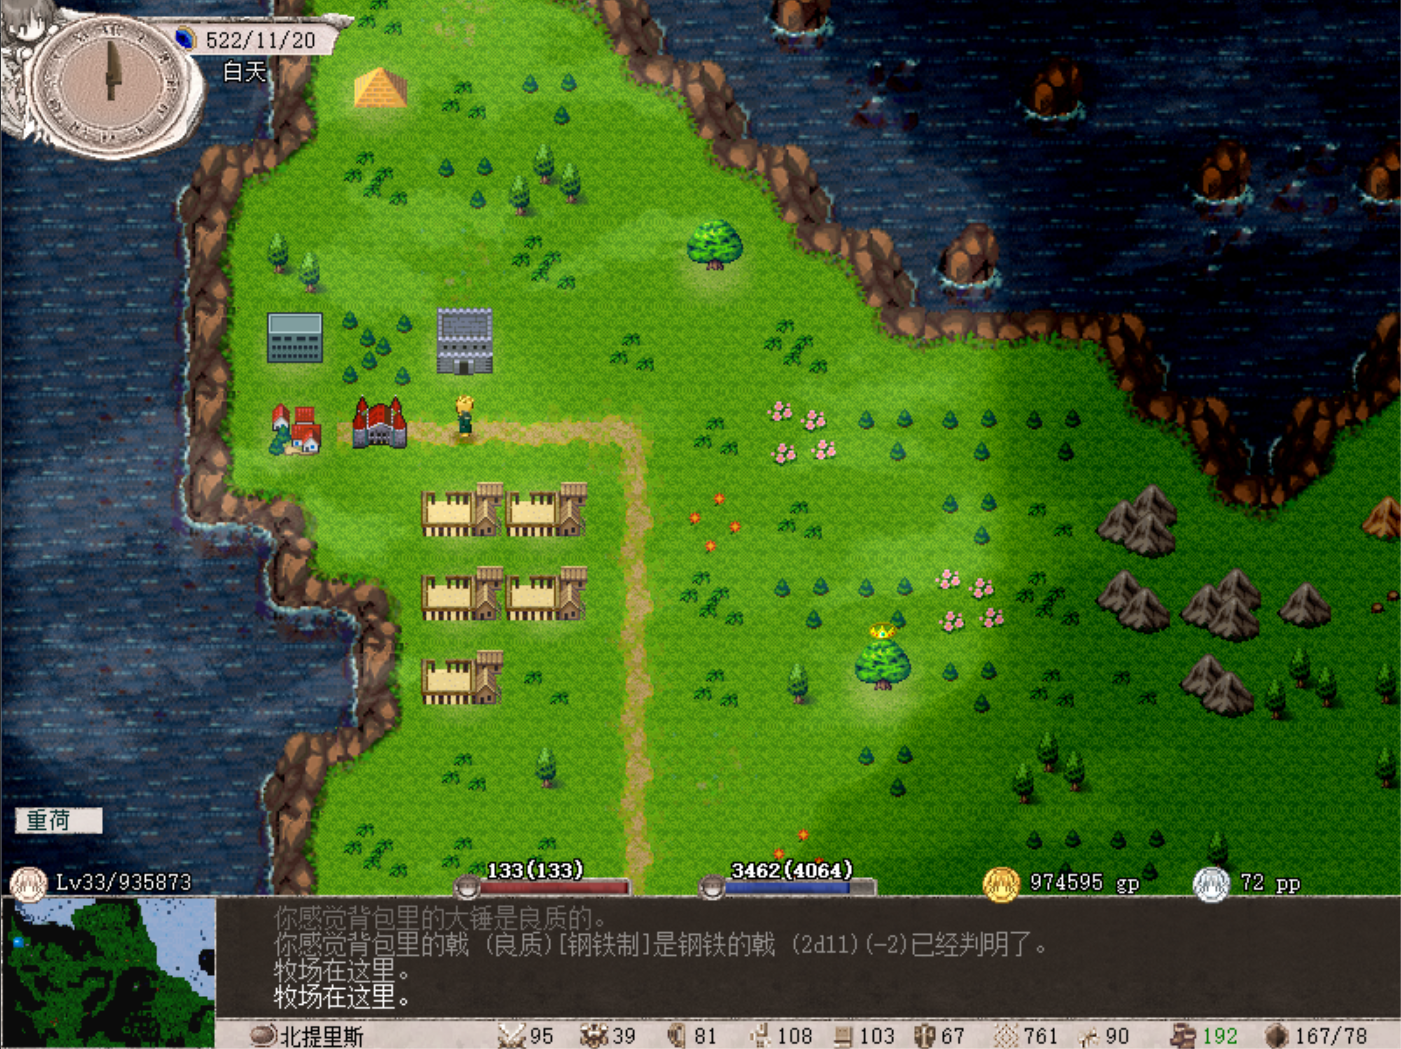 522/11/20
白天
重荷
Lv33/935873
133(133)
3462(4064)
974595 gp
72 pp
你感觉背包里的大锤是良质的。
你感觉背包里的戟 (良质)[钢铁制]是钢铁的戟 (2d11)(-2)已经判明了。
牧场在这里。
牧场在这里。
北提里斯 95 39 81 108 103 67 761 90 192 167/78